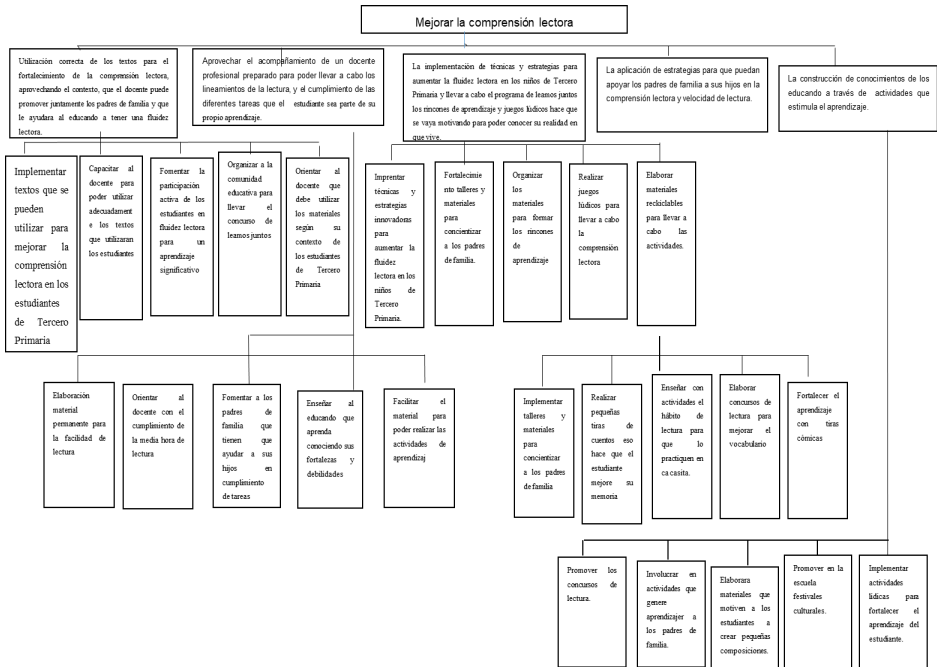 Mejorar la comprensión lectora
Utilización correcta de los textos para el
fortalecimiento de la comprensión lectora,
aprovechando el contexto, que el docente puede
promover juntamente los padres de familia y que
le ayudara al educando a tener una fluidez
lectora.
Aprovechar el acompañamiento de un docente
profesional preparado para poder llevar a cabo los
lineamientos de la lectura, y el cumplimiento de las
diferentes tareas que el estudiante sea parte de su
propio aprendizaje.
La implementación de técnicas y estrategias para
aumentar la fluidez lectora en los niños de Tercero
Primaria y llevar a cabo el programa de leamos juntos
los rincones de aprendizaje y juegos lúdicos hace que
se vaya motivando para poder conocer su realidad en
que vive.
La aplicación de estrategias para que puedan
apoyar los padres de familia a sus hijos en la
comprensión lectora y velocidad de lectura.
La construcción de conocimientos de los
educando a través de actividades que
estimula el aprendizaje.
Implementar
textos que se
pueden
utilizar para
mejorar la
comprensión
lectora en los
estudiantes
de Tercero
Primaria
Capacitar al
docente para
poder utilizar
adecuadament
e los textos
que utilizaran
los estudiantes
Fomentar la
participación
activa de los
estudiantes en
fluidez lectora
para un
aprendizaje
significativo
Organizar a la
comunidad
educativa para
llevar el
concurso de
leamos juntos
Orientar al
docente que
debe utilizar
los materiales
según su
contexto de
los estudiantes
de Tercero
Primaria
Imprentar
técnicas y
estrategias
innovadoras
para
aumentar la
fluidez
lectora en los
niños de
Tercero
Primaria.
Fortalecimie
nto talleres y
materiales
para
concientizar
a los padres
de familia.
Organizar
los
materiales
para formar
los rincones
de
aprendizaje
Realizar
juegos
lúdicos para
llevar a cabo
la
comprensión
lectora
Elaborar
materiales
reckiclables
para llevar a
cabo las
actividades.
Elaboración
material
permanente para
la facilidad de
lectura
Orientar al
docente con el
cumplimiento de
la media hora de
lectura
Fomentar a los
padres de
familia que
tienen que
ayudar a sus
hijos en
cumplimiento
de tareas
Enseñar al
educando que
aprenda
conociendo sus
fortalezas y
debilidades
Facilitar el
material para
poder realizar las
actividades de
aprendizaj
Implementar
talleres y
materiales para
concientizar
a los padres
de familia
Realizar
pequeñas
tiras de
cuentos eso
hace que el
estudiante
mejore su
memoria
Enseñar con
actividades el
hábito de
lectura para
que lo
practiquen en
ca casita.
Elaborar
concursos de
lectura para
mejorar el
vocabulario
Fortalecer el
aprendizaje
con tiras
còmicas
Promover los
concursos de
lectura.
Involucrar en
actividades que
genere
aprendizajer a
los padres de
familia.
Elaborara
materiales que
motiven a los
estudiantes a
crear pequeñas
composiciones.
Promover en la
escuela
festivales
culturales.
Implementar
actividades
lídicas para
fortalecer el
aprendizaje del
estudiante.